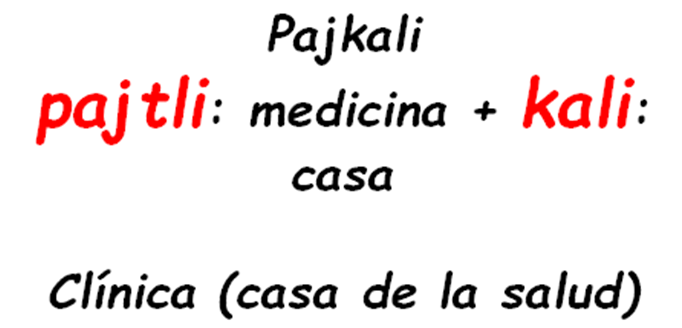 Pajkali
pajtli: medicina + kali:
casa
Clínica (casa de la salud)